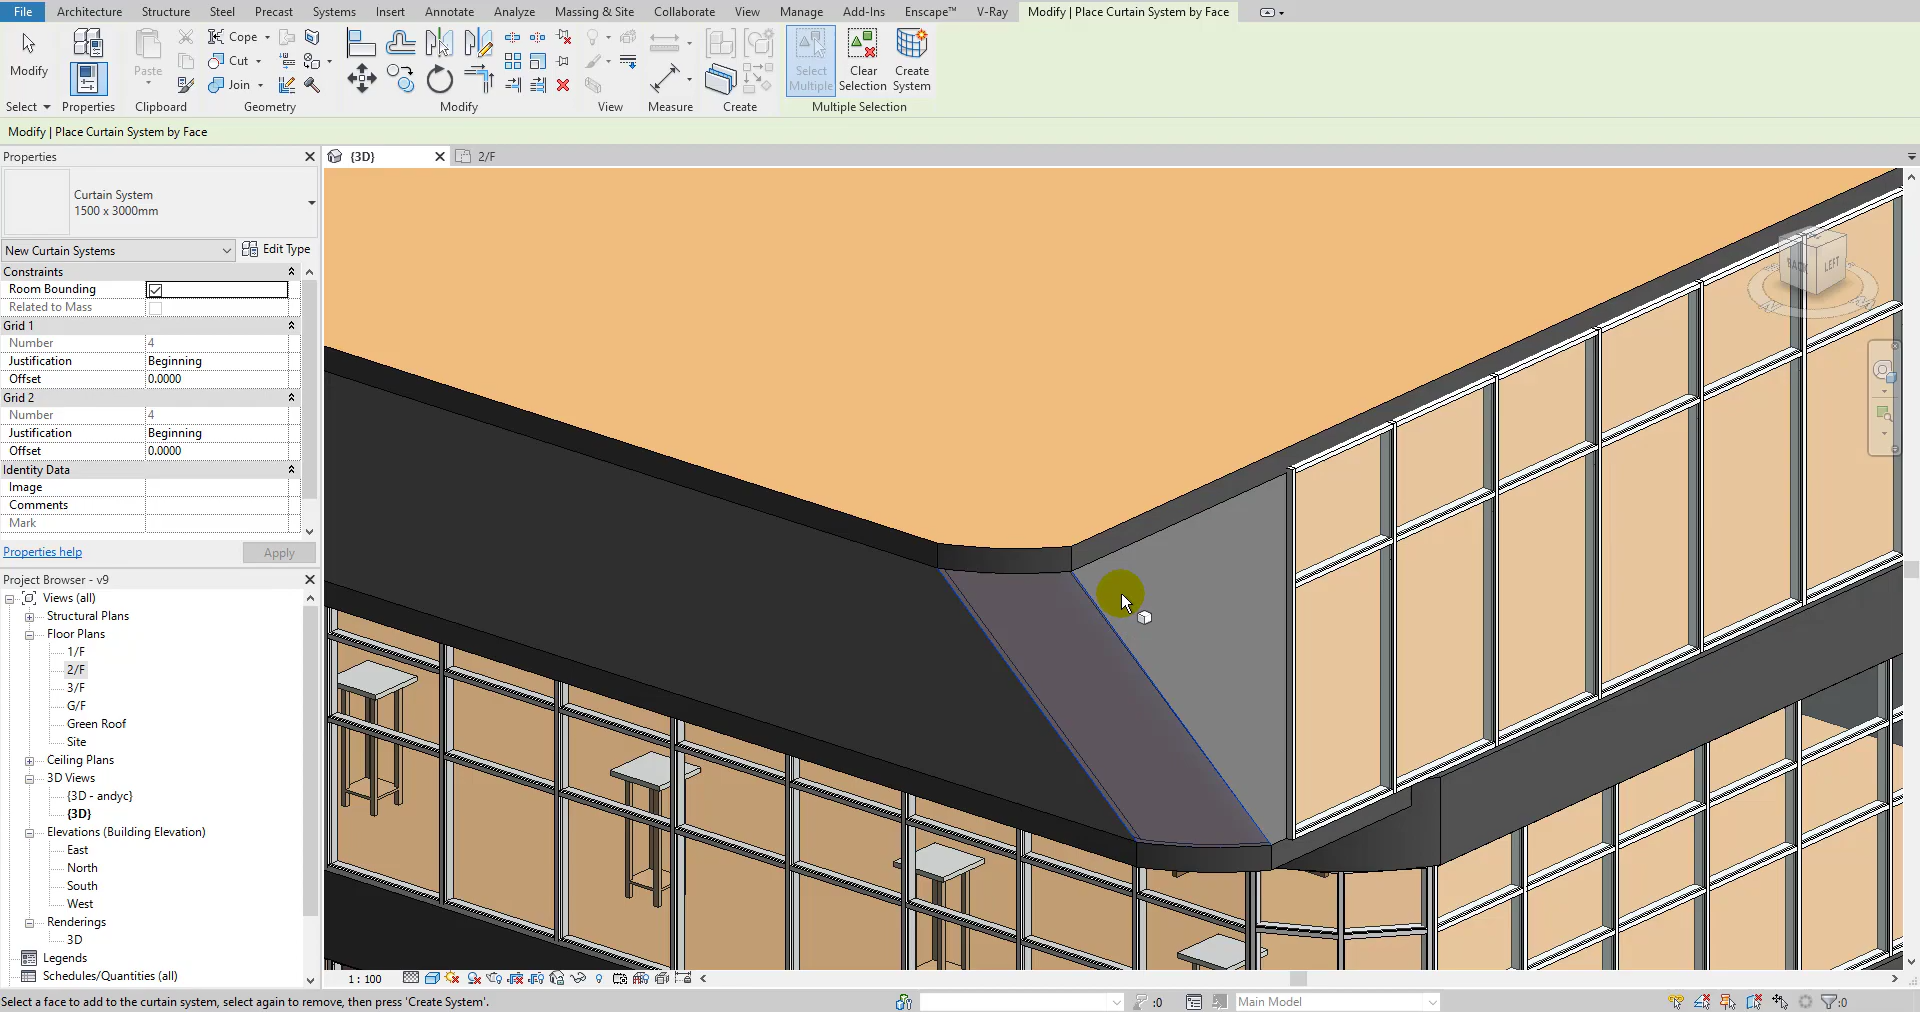 File Architecture Structure Steel Precast Systems Insert Annotate Analyze Massing & Site Collaborate View Manage Add-Ins Enscape™ V-Ray Modify | Place Curtain System by Face
Modify
Paste
Cope
Cut
Join
Select Multiple
Clear Selection
Create System
Select Properties Clipboard Geometry Modify View Measure Create Multiple Selection
Modify | Place Curtain System by Face
Properties
{3D}
2/F
Curtain System
1500 x 3000mm
New Curtain Systems
Edit Type
Constraints
Room Bounding
Related to Mass
Grid 1
Number 4
Justification Beginning
Offset 0.0000
Grid 2
Number 4
Justification Beginning
Offset 0.0000
Identity Data
Image
Comments
Mark
Properties help
Apply
BACK
LEFT
Project Browser - v9
Views (all)
Structural Plans
Floor Plans
1/F
2/F
3/F
G/F
Green Roof
Site
Ceiling Plans
3D Views
{3D - andyc}
{3D}
Elevations (Building Elevation)
East
North
South
West
Renderings
3D
Legends
Schedules/Quantities (all)
1 : 100
Select a face to add to the curtain system, select again to remove, then press 'Create System'.
:0
Main Model
:0